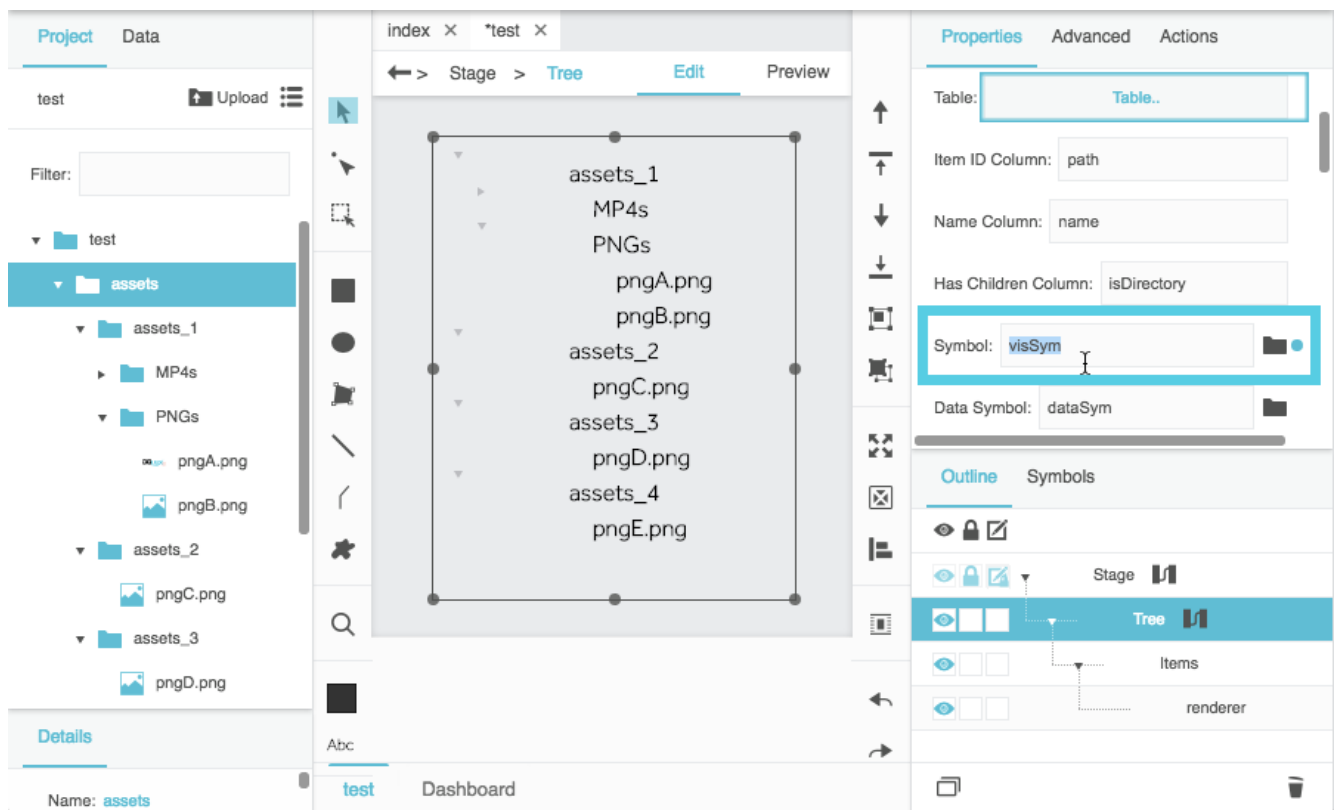 Project Data
test Upload
Filter:
test
assets
assets_1
MP4s
PNGs
pngA.png
pngB.png
assets_2
pngC.png
assets_3
pngD.png
Details
Name: assets
index *test
> Stage > Tree Edit Preview
assets_1
MP4s
PNGs
pngA.png
pngB.png
assets_2
pngC.png
assets_3
pngD.png
assets_4
pngE.png
Abc
test Dashboard
Properties Advanced Actions
Table: Table..
Item ID Column: path
Name Column: name
Has Children Column: isDirectory
Symbol: visSym
Data Symbol: dataSym
Outline Symbols
Stage
Tree
Items
renderer